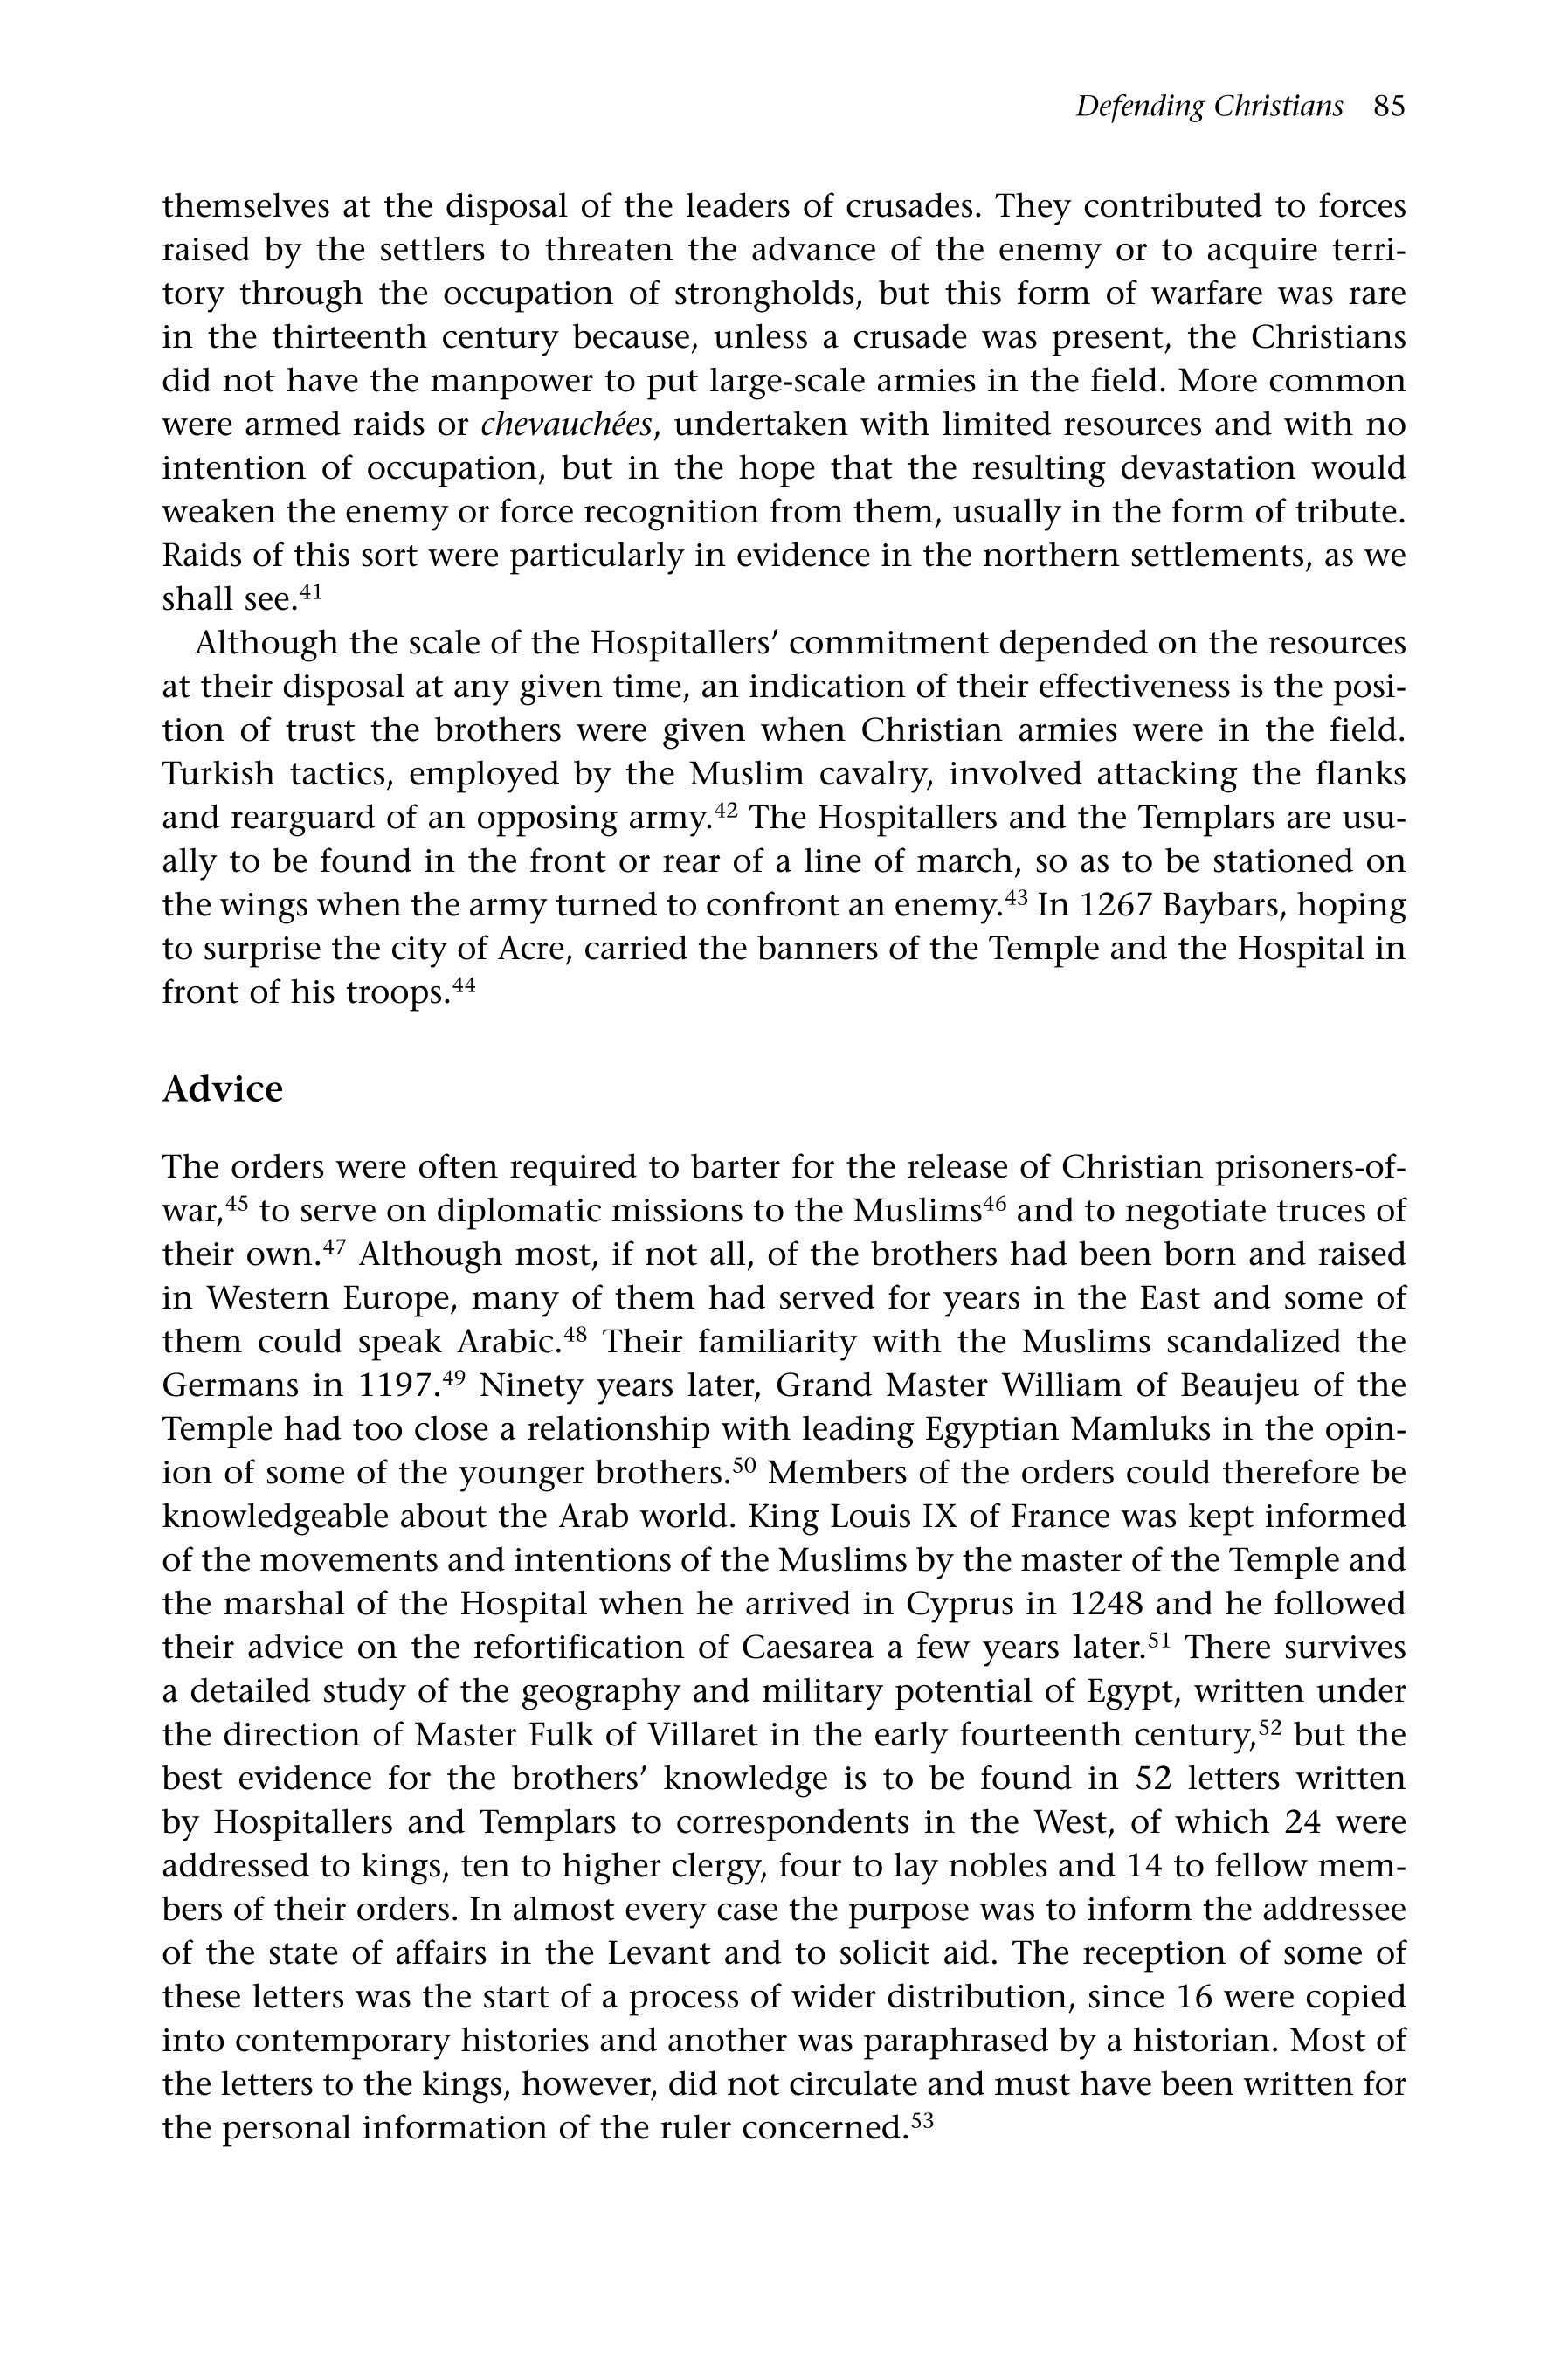 Defending Christians 85
themselves at the disposal of the leaders of crusades. They contributed to forces
raised by the settlers to threaten the advance of the enemy or to acquire terri-
tory through the occupation of strongholds, but this form of warfare was rare
in the thirteenth century because, unless a crusade was present, the Christians
did not have the manpower to put large-scale armies in the field. More common
were armed raids or chevauchées, undertaken with limited resources and with no
intention of occupation, but in the hope that the resulting devastation would
weaken the enemy or force recognition from them, usually in the form of tribute.
Raids of this sort were particularly in evidence in the northern settlements, as we
shall see.41
Although the scale of the Hospitallers’ commitment depended on the resources
at their disposal at any given time, an indication of their effectiveness is the posi-
tion of trust the brothers were given when Christian armies were in the field.
Turkish tactics, employed by the Muslim cavalry, involved attacking the flanks
and rearguard of an opposing army.42 The Hospitallers and the Templars are usu-
ally to be found in the front or rear of a line of march, so as to be stationed on
the wings when the army turned to confront an enemy.43 In 1267 Baybars, hoping
to surprise the city of Acre, carried the banners of the Temple and the Hospital in
front of his troops.44
Advice
The orders were often required to barter for the release of Christian prisoners-of-
war,45 to serve on diplomatic missions to the Muslims46 and to negotiate truces of
their own.47 Although most, if not all, of the brothers had been born and raised
in Western Europe, many of them had served for years in the East and some of
them could speak Arabic.48 Their familiarity with the Muslims scandalized the
Germans in 1197.49 Ninety years later, Grand Master William of Beaujeu of the
Temple had too close a relationship with leading Egyptian Mamluks in the opin-
ion of some of the younger brothers.50 Members of the orders could therefore be
knowledgeable about the Arab world. King Louis IX of France was kept informed
of the movements and intentions of the Muslims by the master of the Temple and
the marshal of the Hospital when he arrived in Cyprus in 1248 and he followed
their advice on the refortification of Caesarea a few years later.51 There survives
a detailed study of the geography and military potential of Egypt, written under
the direction of Master Fulk of Villaret in the early fourteenth century,52 but the
best evidence for the brothers’ knowledge is to be found in 52 letters written
by Hospitallers and Templars to correspondents in the West, of which 24 were
addressed to kings, ten to higher clergy, four to lay nobles and 14 to fellow mem-
bers of their orders. In almost every case the purpose was to inform the addressee
of the state of affairs in the Levant and to solicit aid. The reception of some of
these letters was the start of a process of wider distribution, since 16 were copied
into contemporary histories and another was paraphrased by a historian. Most of
the letters to the kings, however, did not circulate and must have been written for
the personal information of the ruler concerned.53